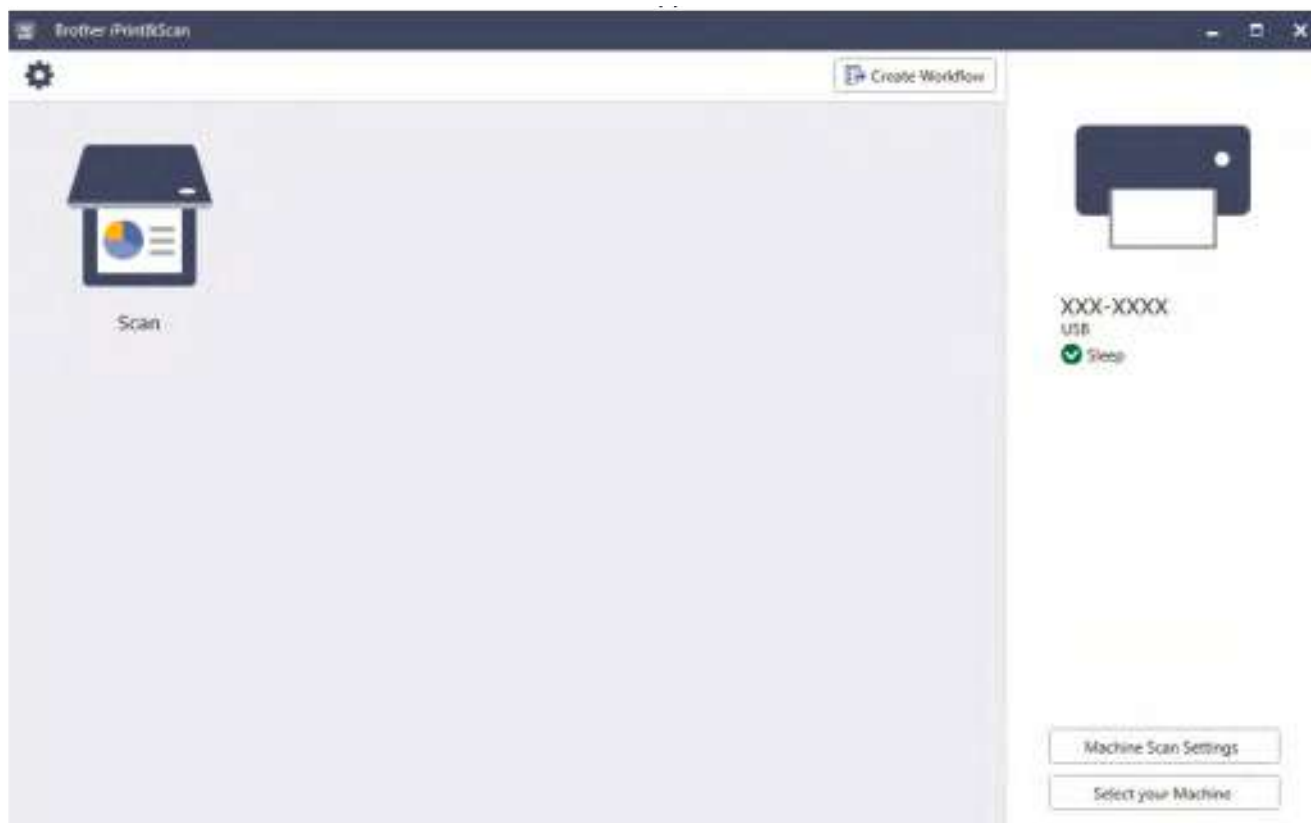 Brother iPrint&Scan
Create Workflow
Scan
XXX-XXXX
USB
Sleep
Machine Scan Settings
Select your Machine